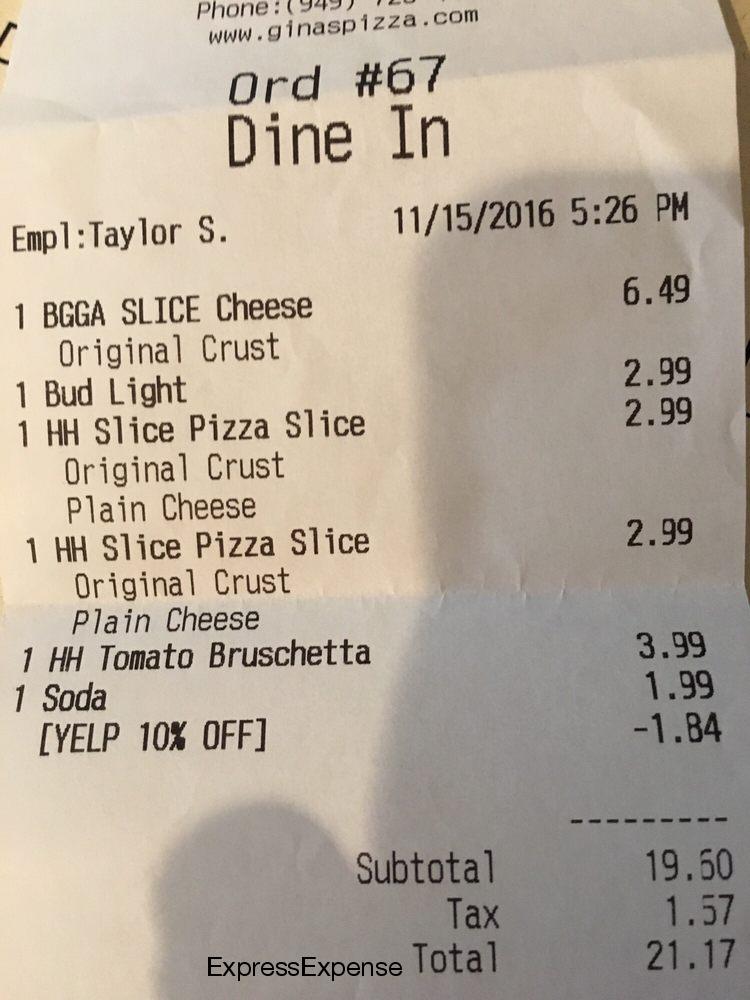 Phone:(949)
www.ginaspizza.com
Ord #67
Dine In
Empl:Taylor S. 11/15/2016 5:26 PM
1 BGGA SLICE Cheese 6.49
Original Crust
1 Bud Light 2.99
1 HH Slice Pizza Slice 2.99
Original Crust
Plain Cheese
1 HH Slice Pizza Slice 2.99
Original Crust
Plain Cheese
1 HH Tomato Bruschetta 3.99
1 Soda 1.99
[YELP 10% OFF] -1.84
---------
Subtotal 19.60
Tax 1.57
Total 21.17
ExpressExpense